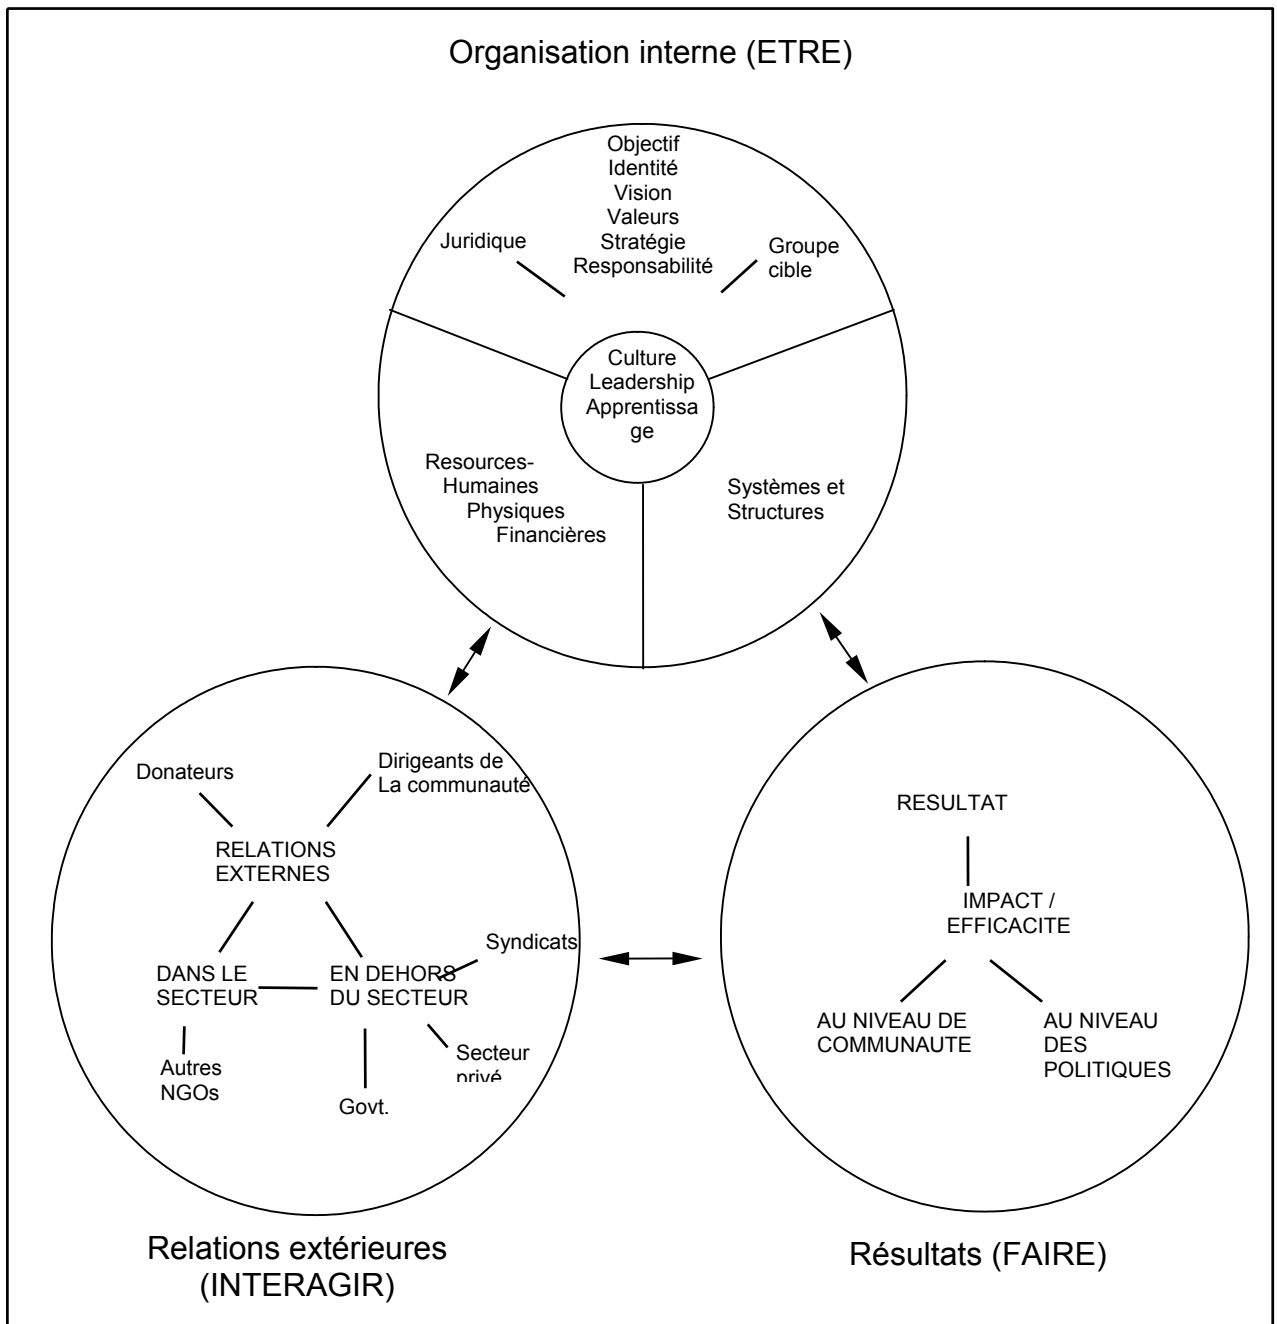 Organisation interne (ETRE)
Objectif
Identité
Vision
Valeurs
Stratégie
Responsabilité
Juridique
Groupe
cible
Culture
Leadership
Apprentissa
ge
Resources-
Humaines
Physiques
Financières
Systèmes et
Structures
Donateurs
Dirigeants de
La communauté
RELATIONS
EXTERNES
DANS LE
SECTEUR
EN DEHORS
DU SECTEUR
Syndicats
Autres
NGOs
Govt.
Secteur
privé
RESULTAT
IMPACT /
EFFICACITE
AU NIVEAU DE
COMMUNAUTE
AU NIVEAU
DES
POLITIQUES
Relations extérieures
(INTERAGIR)
Résultats (FAIRE)